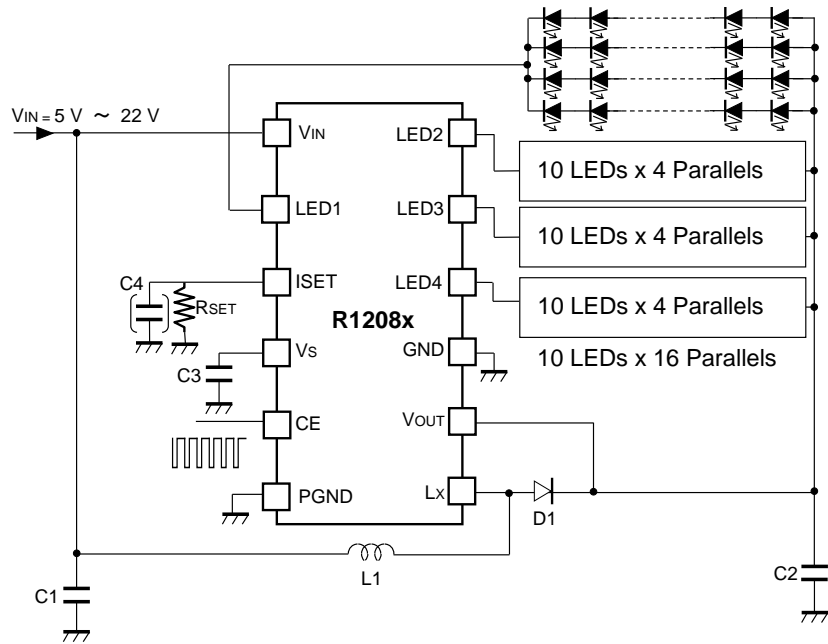 VIN = 5 V ～ 22 V
VIN
LED2
10 LEDs x 4 Parallels
LED1
LED3
10 LEDs x 4 Parallels
C4
RSET
ISET
LED4
10 LEDs x 4 Parallels
R1208x
C3
VS
GND
10 LEDs x 16 Parallels
CE
VOUT
PGND
LX
D1
L1
C1
C2